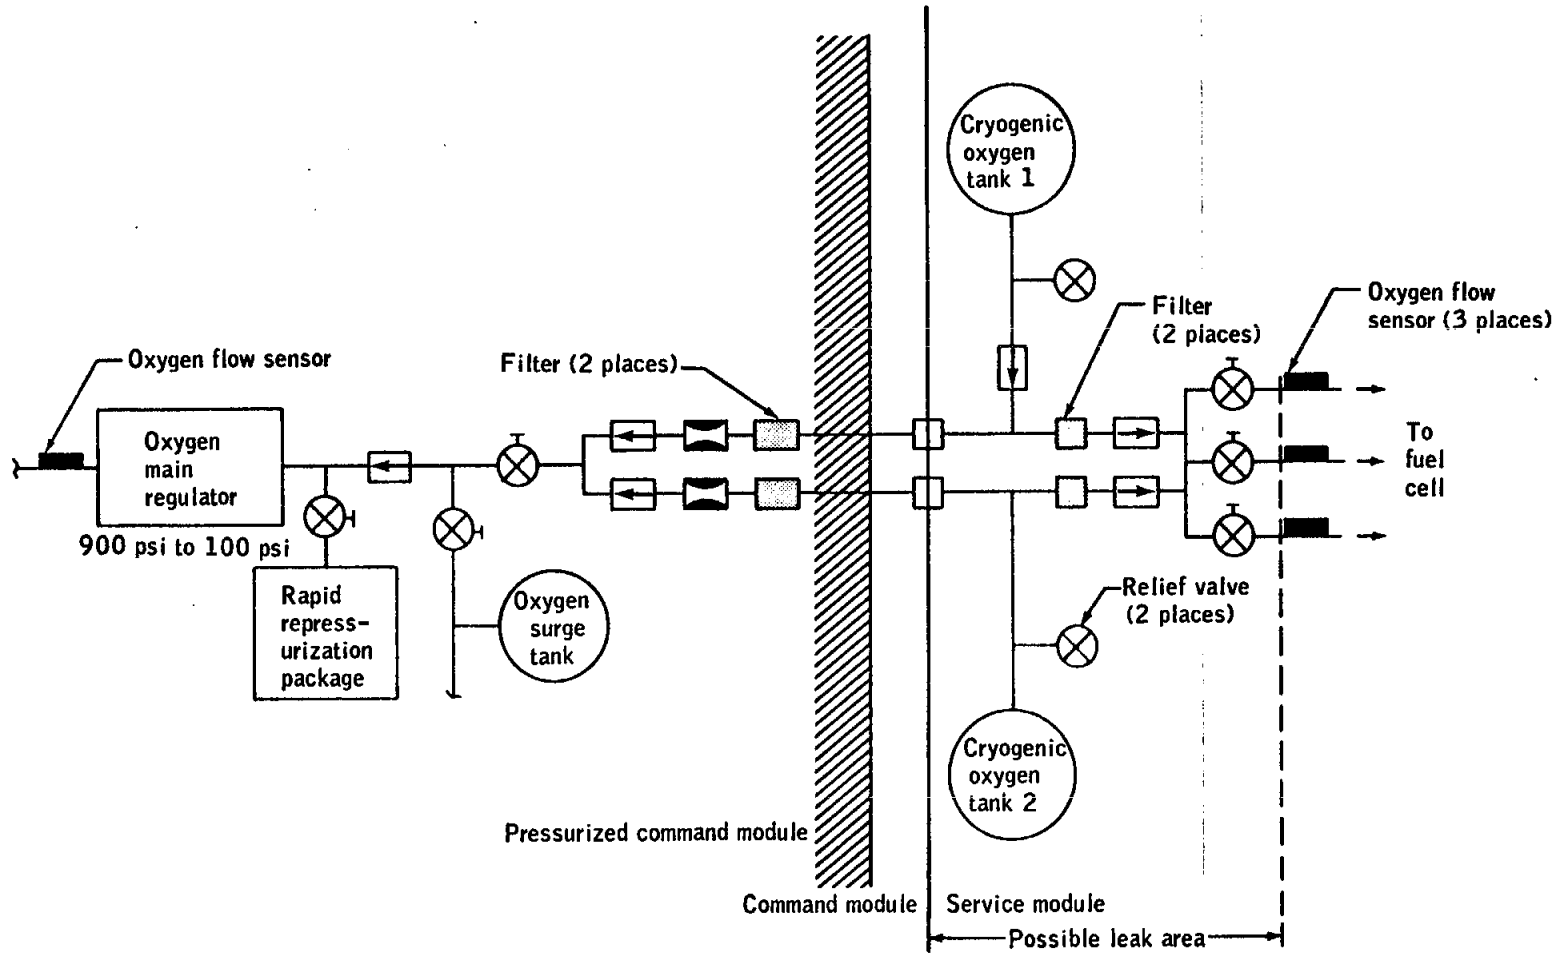 Cryogenic
oxygen
tank 1
Filter
(2 places)
Oxygen flow
sensor (3 places)
Oxygen flow sensor
Filter (2 places)
Oxygen
main
regulator
900 psi to 100 psi
To
fuel
cell
Rapid
repress-
urization
package
Oxygen
surge
tank
Relief valve
(2 places)
Cryogenic
oxygen
tank 2
Pressurized command module
Command module
Service module
Possible leak area